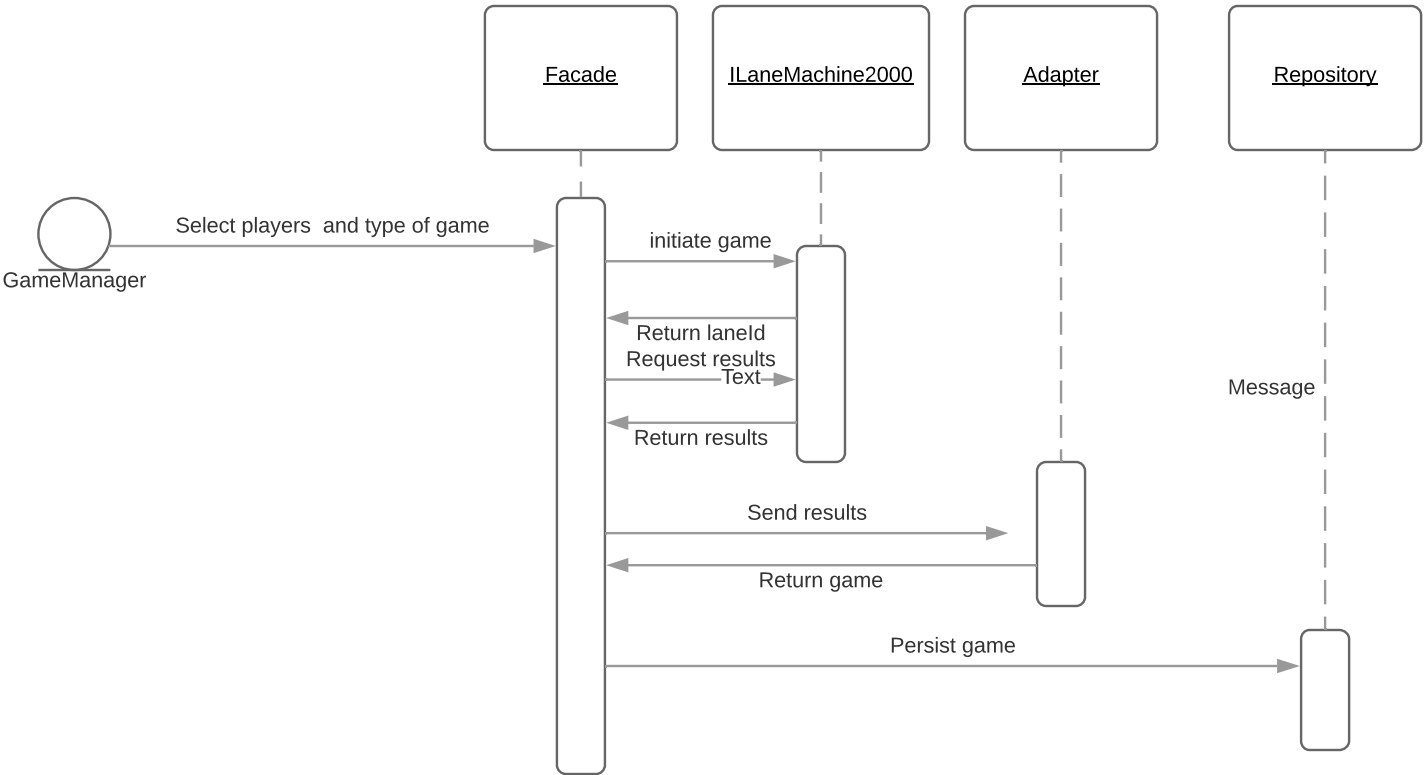 Facade
ILaneMachine2000
Adapter
Repository
Select players  and type of game
GameManager
initiate game
Return laneId
Request results
Text
Message
Return results
Send results
Return game
Persist game